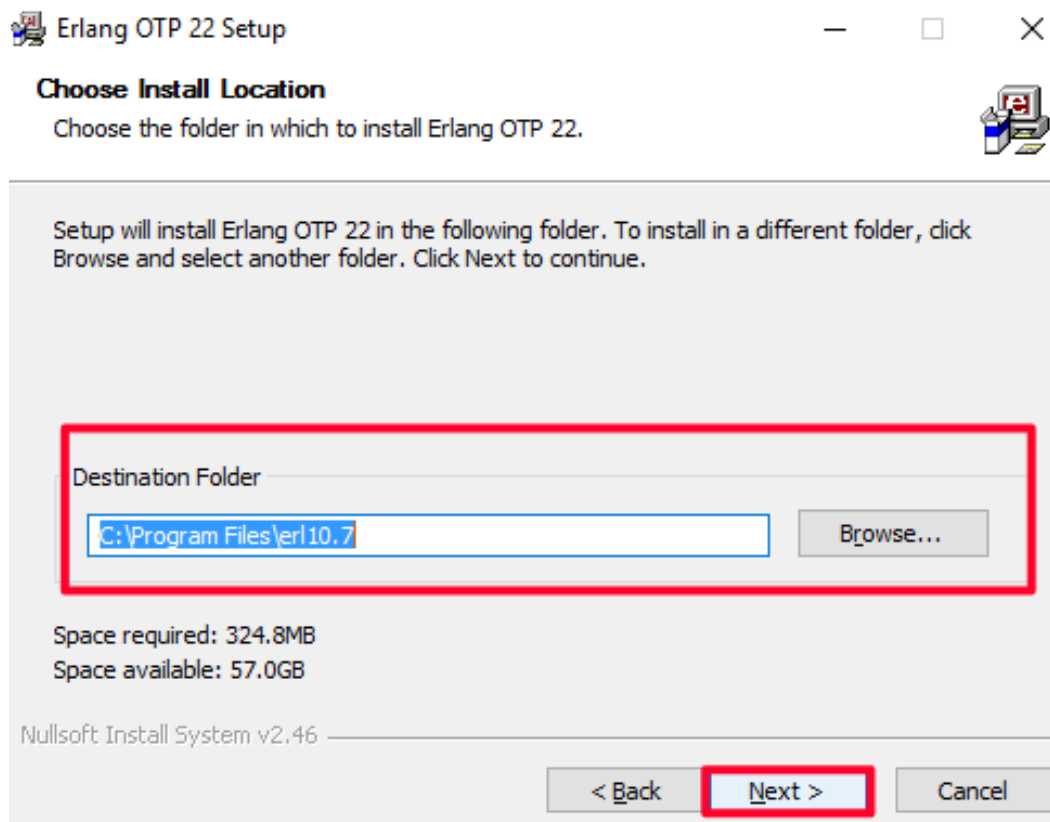 Erlang OTP 22 Setup
Choose Install Location
Choose the folder in which to install Erlang OTP 22.
Setup will install Erlang OTP 22 in the following folder. To install in a different folder, click
Browse and select another folder. Click Next to continue.
Destination Folder
C:\Program Files\erl10.7
Browse...
Space required: 324.8MB
Space available: 57.0GB
Nullsoft Install System v2.46
< Back
Next >
Cancel